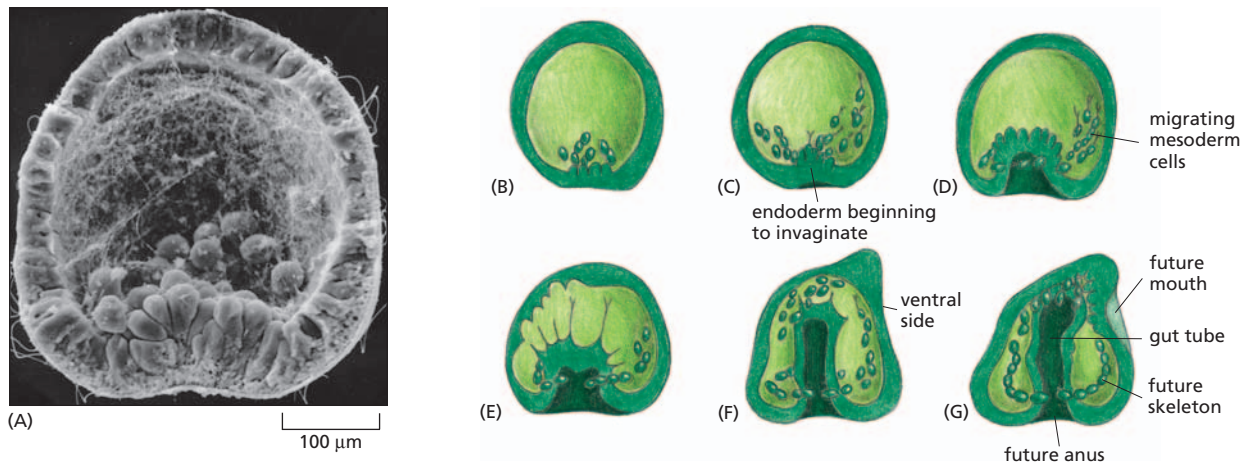 (A)
100 μm
(B)
(C)
(D)
migrating
mesoderm
cells
endoderm beginning
to invaginate
(E)
(F)
ventral
side
(G)
future
mouth
gut tube
future
skeleton
future anus